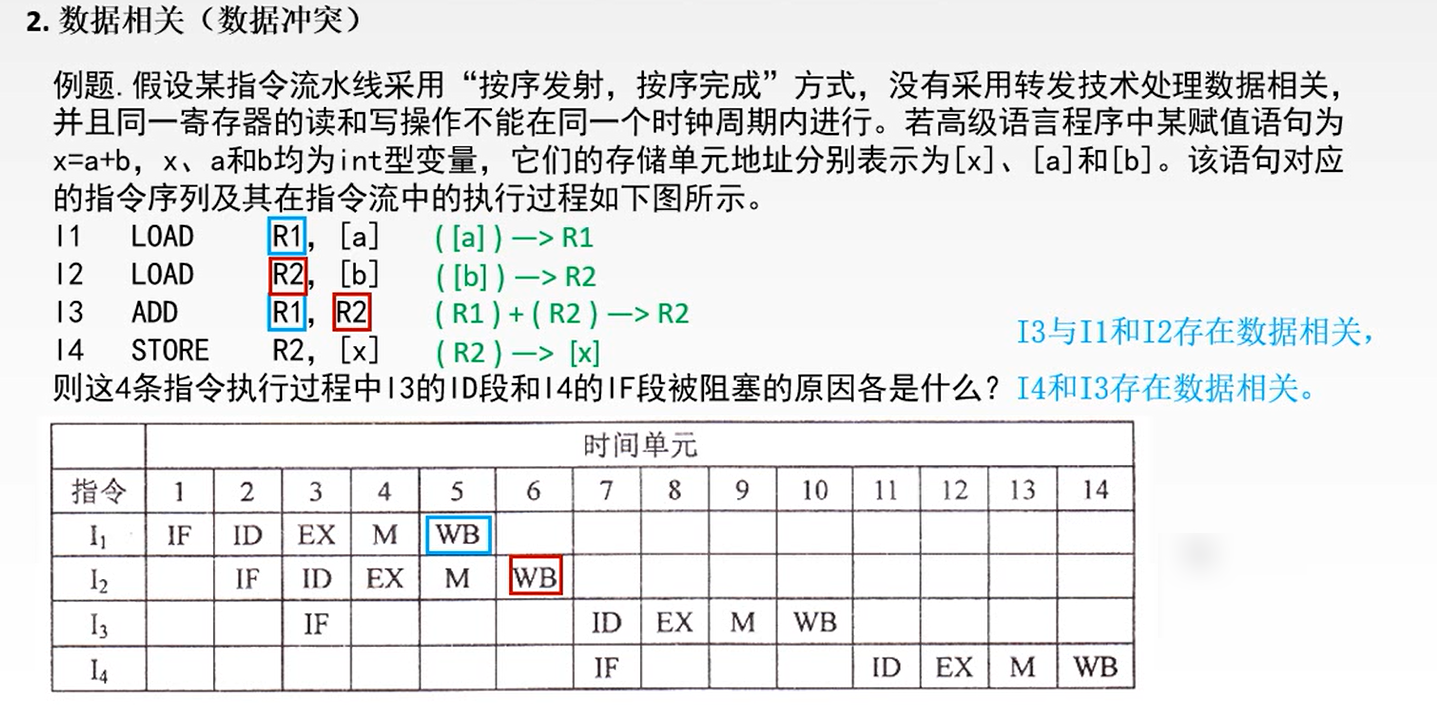 2. 数据相关（数据冲突）
例题. 假设某指令流水线采用“按序发射，按序完成”方式，没有采用转发技术处理数据相关，
并且同一寄存器的读和写操作不能在同一个时钟周期内进行。若高级语言程序中某赋值语句为
x=a+b，x、a和b均为int型变量，它们的存储单元地址分别表示为[x]、[a]和[b]。该语句对应
的指令序列及其在指令流中的执行过程如下图所示。
I1 LOAD R1, [a] ([a])—>R1
I2 LOAD R2, [b] ([b])—>R2
I3 ADD R1, R2 (R1)+(R2)—>R2
I3与I1和I2存在数据相关，
I4 STORE R2, [x] (R2)—>[x]
则这4条指令执行过程中I3的ID段和I4的IF段被阻塞的原因各是什么？ I4和I3存在数据相关。
时间单元
指令 1 2 3 4 5 6 7 8 9 10 11 12 13 14
I₁ IF ID EX M WB
I₂ IF ID EX M WB
I₃ IF ID EX M WB
I₄ IF ID EX M WB